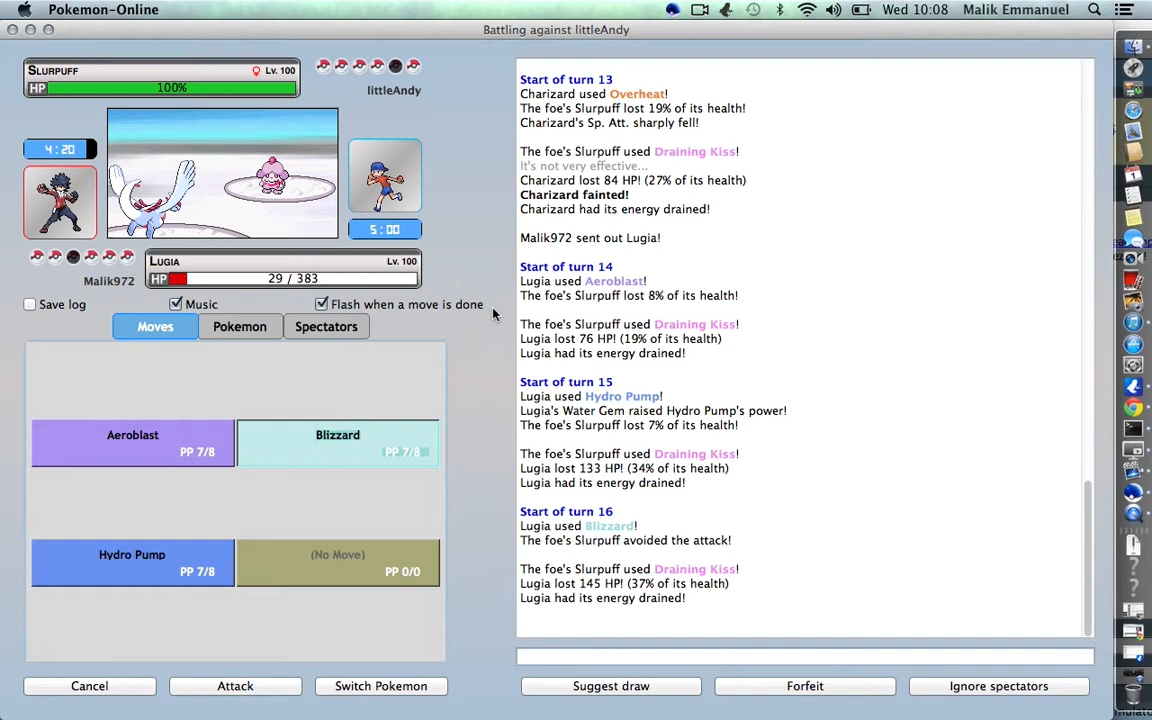 Pokemon-Online
Wed 10:08
Malik Emmanuel
Battling against littleAndy
SLURPUFF
Lv. 100
HP
100%
littleAndy
4:20
5:00
Malik972
LUGIA
Lv. 100
HP
29 / 383
Save log
Music
Flash when a move is done
Moves
Pokemon
Spectators
Aeroblast
PP 7/8
Blizzard
PP 7/8
Hydro Pump
PP 7/8
(No Move)
PP 0/0
Cancel
Attack
Switch Pokemon
Start of turn 13
Charizard used Overheat!
The foe's Slurpuff lost 19% of its health!
Charizard's Sp. Att. sharply fell!
The foe's Slurpuff used Draining Kiss!
It's not very effective...
Charizard lost 84 HP! (27% of its health)
Charizard fainted!
Charizard had its energy drained!
Malik972 sent out Lugia!
Start of turn 14
Lugia used Aeroblast!
The foe's Slurpuff lost 8% of its health!
The foe's Slurpuff used Draining Kiss!
Lugia lost 76 HP! (19% of its health)
Lugia had its energy drained!
Start of turn 15
Lugia used Hydro Pump!
Lugia's Water Gem raised Hydro Pump's power!
The foe's Slurpuff lost 7% of its health!
The foe's Slurpuff used Draining Kiss!
Lugia lost 133 HP! (34% of its health)
Lugia had its energy drained!
Start of turn 16
Lugia used Blizzard!
The foe's Slurpuff avoided the attack!
The foe's Slurpuff used Draining Kiss!
Lugia lost 145 HP! (37% of its health)
Lugia had its energy drained!
Suggest draw
Forfeit
Ignore spectators